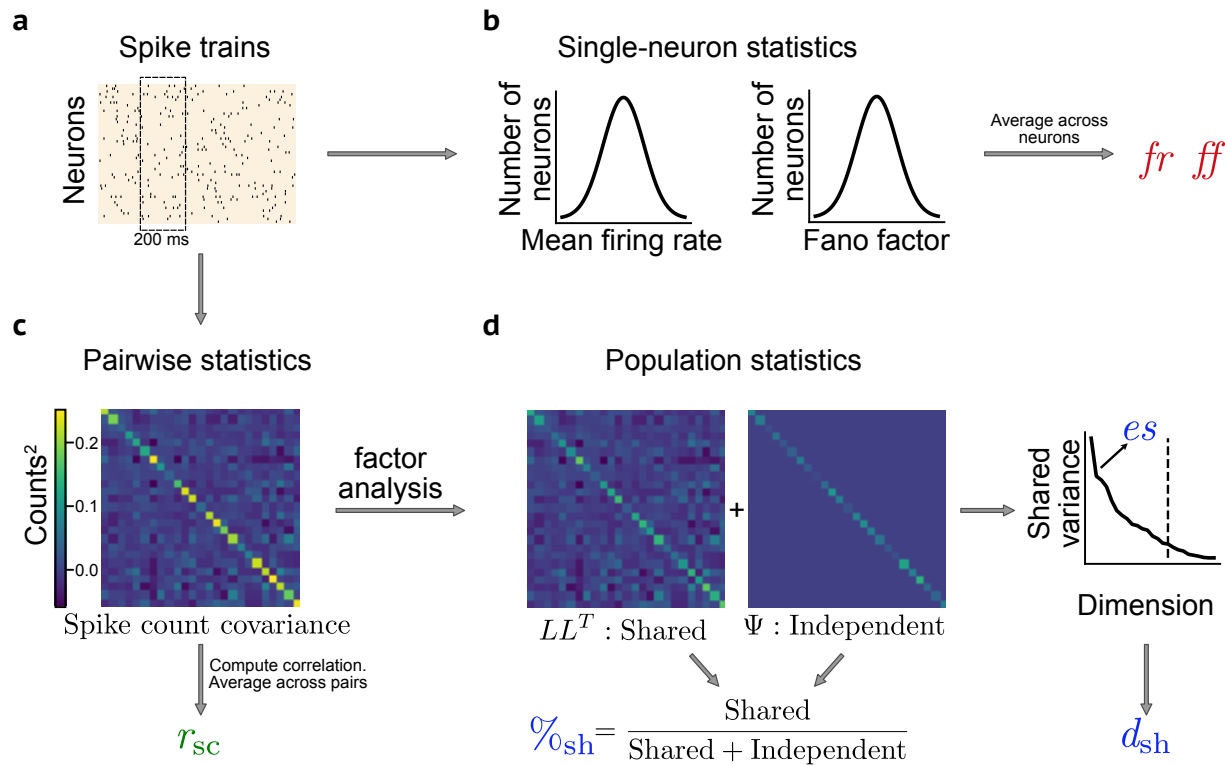 a
Spike trains
Neurons
200 ms
b
Single-neuron statistics
Number of
neurons
Mean firing rate
Number of
neurons
Fano factor
Average across
neurons
fr ff
c
Pairwise statistics
Counts²
0.2
0.1
0.0
Spike count covariance
factor
analysis
Compute correlation.
Average across pairs
r_sc
d
Population statistics
+
LL^T : Shared
Ψ : Independent
%_sh = Shared
Shared + Independent
Shared
variance
es
Dimension
d_sh